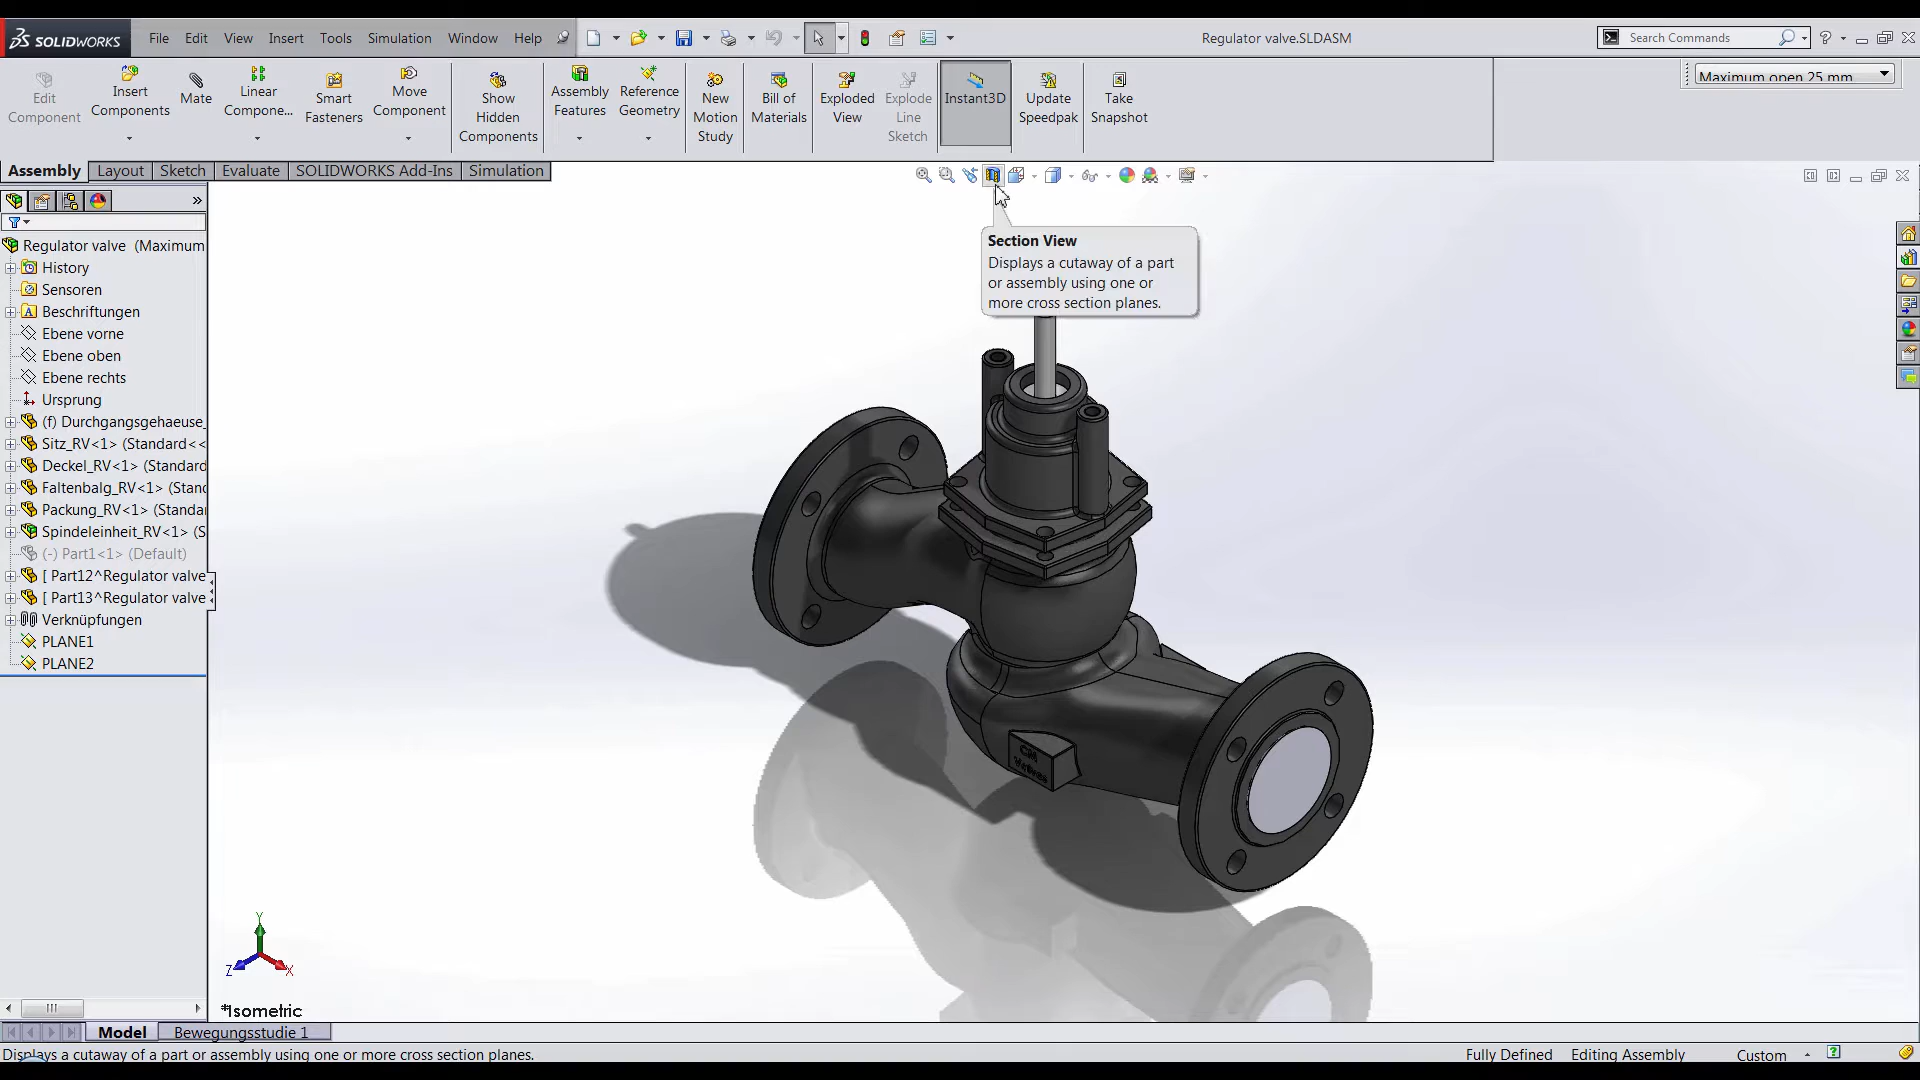 SOLIDWORKS File Edit View Insert Tools Simulation Window Help Regulator valve.SLDASM Search Commands ?
Edit Component
Insert Components
Mate
Linear Compone...
Smart Fasteners
Move Component
Show Hidden Components
Assembly Features
Reference Geometry
New Motion Study
Bill of Materials
Exploded View
Explode Line Sketch
Instant3D
Update Speedpak
Take Snapshot
Maximum open 25 mm
Assembly Layout Sketch Evaluate SOLIDWORKS Add-Ins Simulation
»
Regulator valve (Maximum
History
Sensoren
Beschriftungen
Ebene vorne
Ebene oben
Ebene rechts
Ursprung
(f) Durchgangsgehaeuse_
Sitz_RV<1> (Standard<<
Deckel_RV<1> (Standard
Faltenbalg_RV<1> (Stand
Packung_RV<1> (Standar
Spindeleinheit_RV<1> (S
(-) Part1<1> (Default)
[ Part12^Regulator valve
[ Part13^Regulator valve
Verknüpfungen
PLANE1
PLANE2
Section View
Displays a cutaway of a part
or assembly using one or
more cross section planes.
CM
Valves
Y
Z
X
*Isometric
Model Bewegungsstudie 1
Displays a cutaway of a part or assembly using one or more cross section planes. Fully Defined Editing Assembly Custom ?